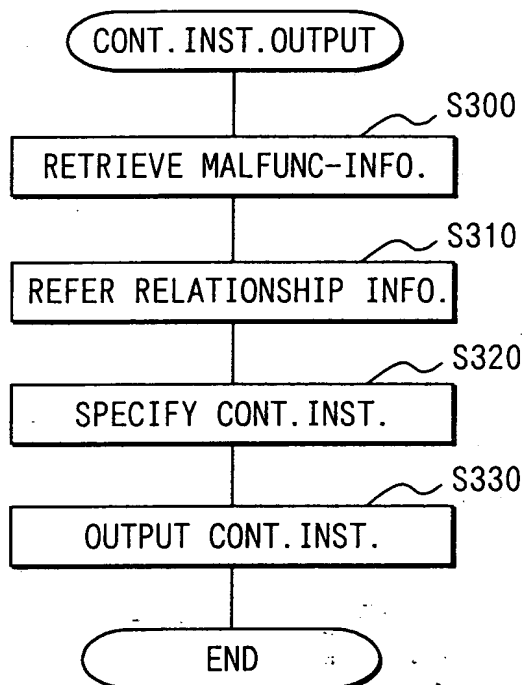 CONT.INST.OUTPUT
S300
RETRIEVE MALFUNC-INFO.
S310
REFER RELATIONSHIP INFO.
S320
SPECIFY CONT.INST.
S330
OUTPUT CONT.INST.
END